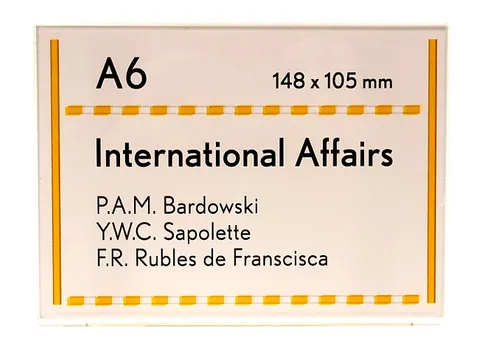 A6 148 x 105 mm
International Affairs
P.A.M. Bardowski
Y.W.C. Sapolette
F.R. Rubles de Franscisca